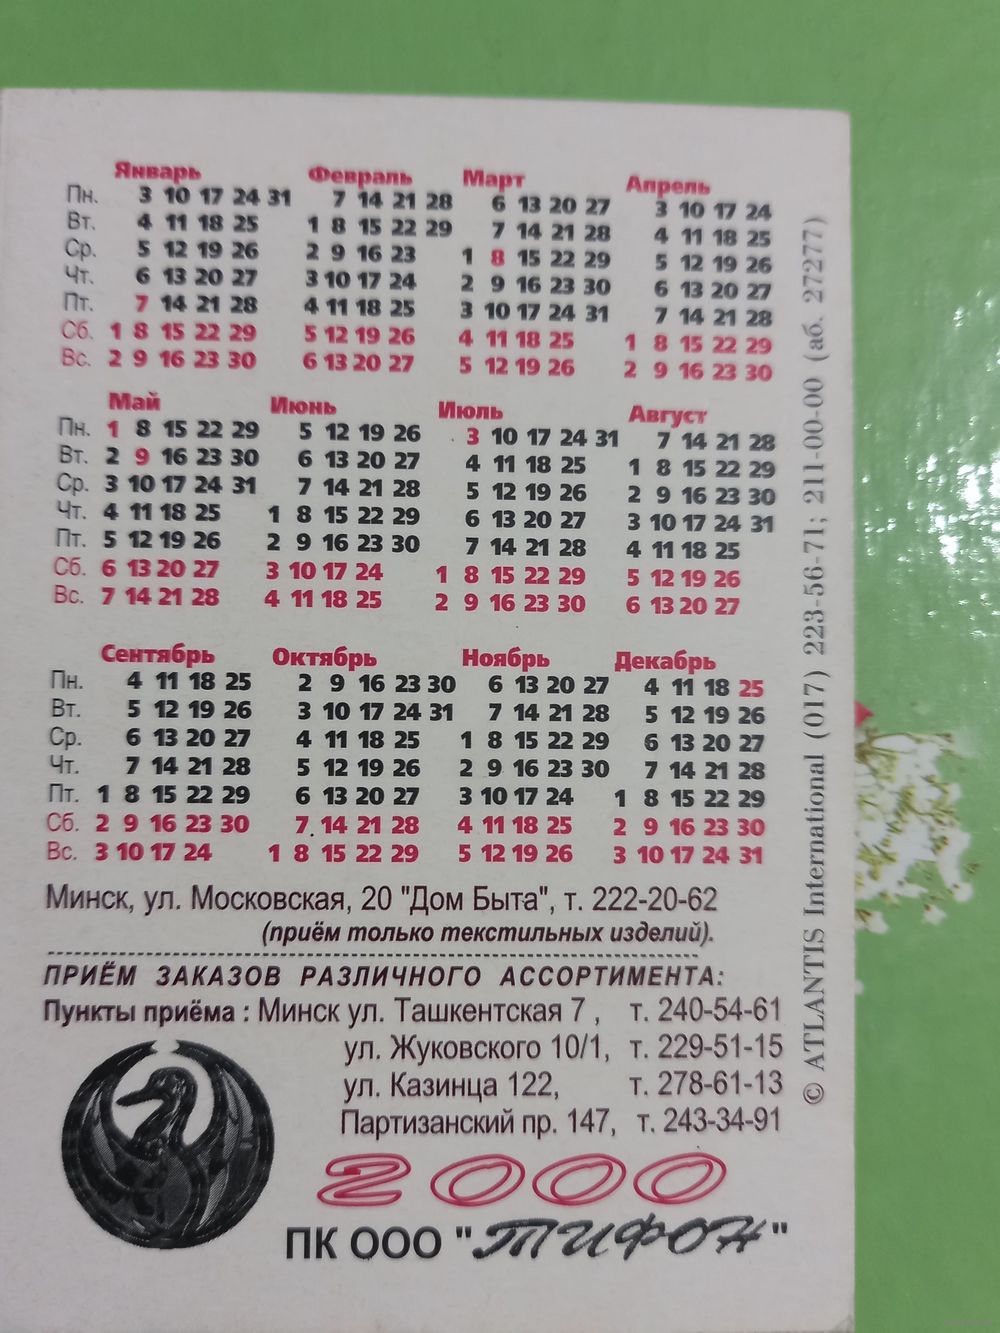 Январь Февраль Март Апрель
Пн. 3 10 17 24 31 7 14 21 28 6 13 20 27 3 10 17 24
Вт. 4 11 18 25 1 8 15 22 29 7 14 21 28 4 11 18 25
Ср. 5 12 19 26 2 9 16 23 1 8 15 22 29 5 12 19 26
Чт. 6 13 20 27 3 10 17 24 2 9 16 23 30 6 13 20 27
Пт. 7 14 21 28 4 11 18 25 3 10 17 24 31 7 14 21 28
Сб. 1 8 15 22 29 5 12 19 26 4 11 18 25 1 8 15 22 29
Вс. 2 9 16 23 30 6 13 20 27 5 12 19 26 2 9 16 23 30
Май Июнь Июль Август
Пн. 1 8 15 22 29 5 12 19 26 3 10 17 24 31 7 14 21 28
Вт. 2 9 16 23 30 6 13 20 27 4 11 18 25 1 8 15 22 29
Ср. 3 10 17 24 31 7 14 21 28 5 12 19 26 2 9 16 23 30
Чт. 4 11 18 25 1 8 15 22 29 6 13 20 27 3 10 17 24 31
Пт. 5 12 19 26 2 9 16 23 30 7 14 21 28 4 11 18 25
Сб. 6 13 20 27 3 10 17 24 1 8 15 22 29 5 12 19 26
Вс. 7 14 21 28 4 11 18 25 2 9 16 23 30 6 13 20 27
Сентябрь Октябрь Ноябрь Декабрь
Пн. 4 11 18 25 2 9 16 23 30 6 13 20 27 4 11 18 25
Вт. 5 12 19 26 3 10 17 24 31 7 14 21 28 5 12 19 26
Ср. 6 13 20 27 4 11 18 25 1 8 15 22 29 6 13 20 27
Чт. 7 14 21 28 5 12 19 26 2 9 16 23 30 7 14 21 28
Пт. 1 8 15 22 29 6 13 20 27 3 10 17 24 1 8 15 22 29
Сб. 2 9 16 23 30 7 14 21 28 4 11 18 25 2 9 16 23 30
Вс. 3 10 17 24 1 8 15 22 29 5 12 19 26 3 10 17 24 31
Минск, ул. Московская, 20 "Дом Быта", т. 222-20-62
(приём только текстильных изделий).
ПРИЁМ ЗАКАЗОВ РАЗЛИЧНОГО АССОРТИМЕНТА:
Пункты приёма : Минск ул. Ташкентская 7 , т. 240-54-61
ул. Жуковского 10/1, т. 229-51-15
ул. Казинца 122, т. 278-61-13
Партизанский пр. 147, т. 243-34-91
2000
ПК ООО "ТИФОН"
© ATLANTIS International (017) 223-56-71; 211-00-00 (аб. 27277)